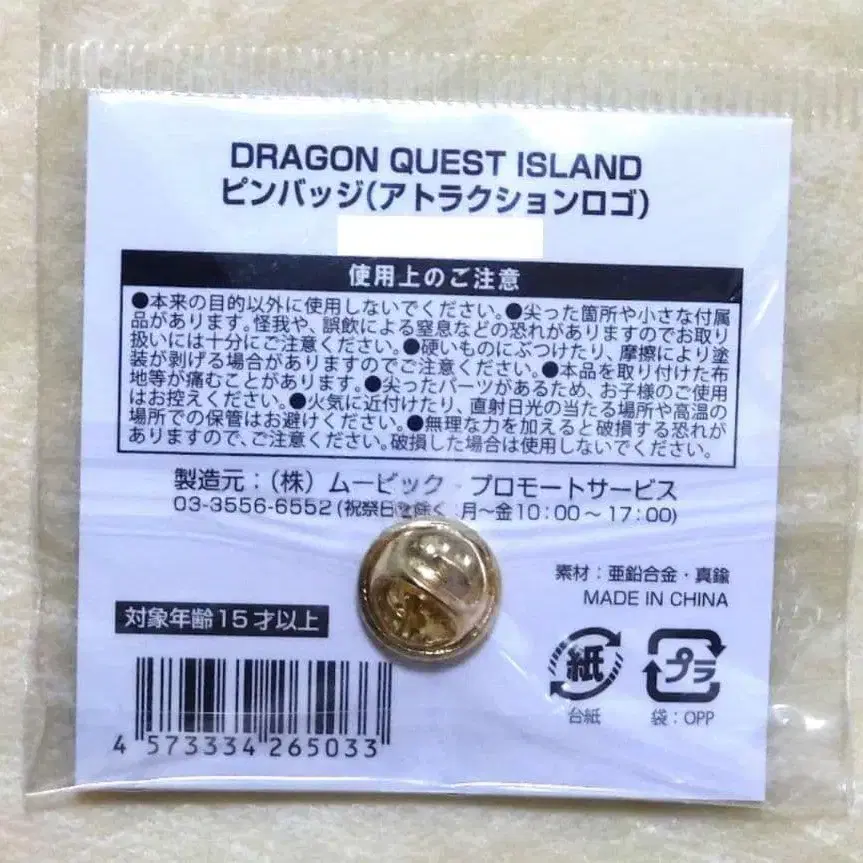 DRAGON QUEST ISLAND
ピンバッジ(アトラクションロゴ)
使用上のご注意
●本来の目的以外に使用しないでください。●尖った箇所や小さな付属
品があります。怪我や、誤飲による窒息などの恐れがありますのでお取り
扱いには十分にご注意ください。●硬いものにぶつけたり、摩擦により塗
装が剥げる場合がありますのでご注意ください。●本品を取り付けた布
地等が痛むことがあります。●尖ったパーツがあるため、お子様のご使用
はお控えください。●火気に近付けたり、直射日光の当たる場所や高温の
場所での保管はお避けください。●無理な力を加えると破損する恐れが
ありますので、ご注意ください。破損した場合は使用しないでください。
製造元：(株) ムービック・プロモートサービス
03-3556-6552(祝祭日を除く 月～金10:00～17:00)
素材：亜鉛合金・真鍮
MADE IN CHINA
対象年齢15才以上
紙
プラ
台紙
袋：OPP
4 573334 265033